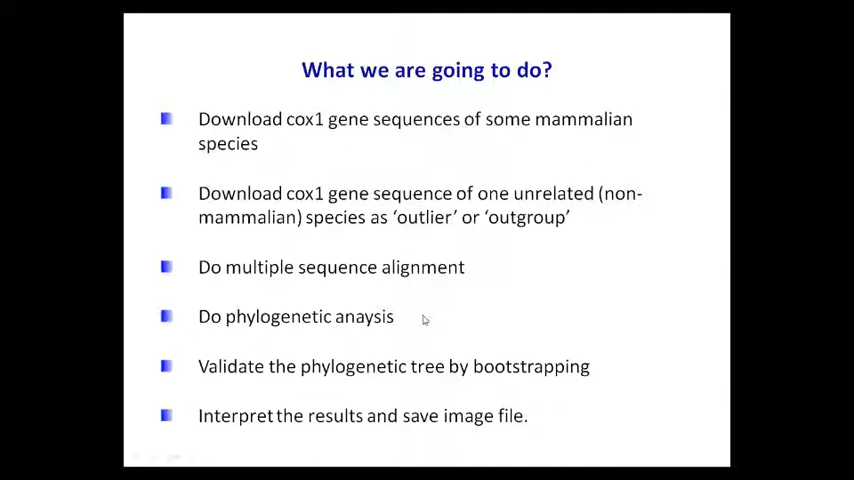 What we are going to do?
Download cox1 gene sequences of some mammalian
species
Download cox1 gene sequence of one unrelated (non-
mammalian) species as ‘outlier’ or ‘outgroup’
Do multiple sequence alignment
Do phylogenetic anaysis
Validate the phylogenetic tree by bootstrapping
Interpret the results and save image file.